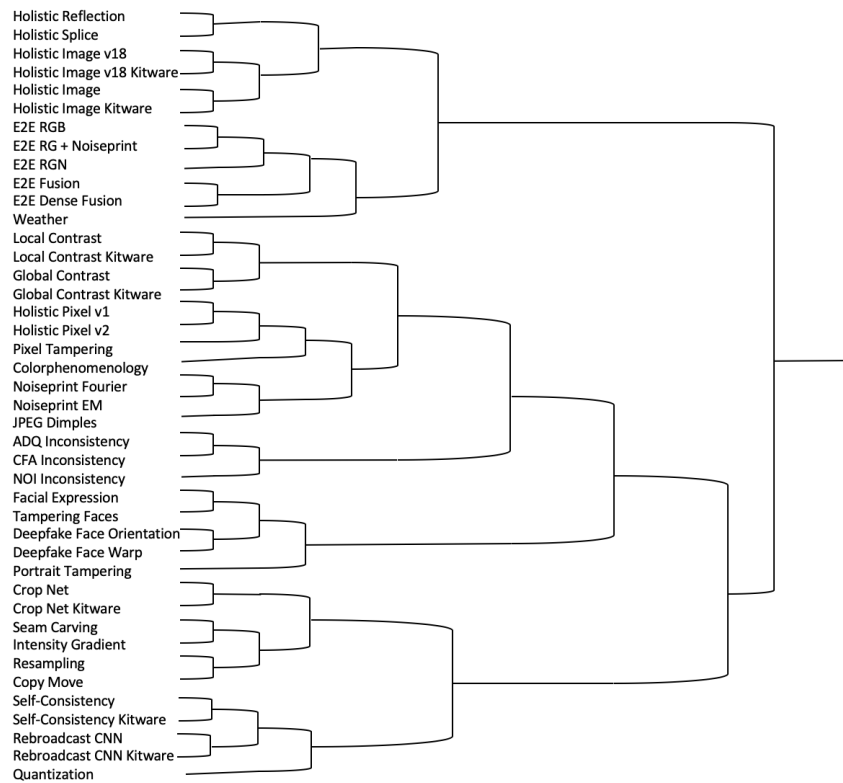 Holistic Reflection
Holistic Splice
Holistic Image v18
Holistic Image v18 Kitware
Holistic Image
Holistic Image Kitware
E2E RGB
E2E RG + Noiseprint
E2E RGN
E2E Fusion
E2E Dense Fusion
Weather
Local Contrast
Local Contrast Kitware
Global Contrast
Global Contrast Kitware
Holistic Pixel v1
Holistic Pixel v2
Pixel Tampering
Colorphenomenology
Noiseprint Fourier
Noiseprint EM
JPEG Dimples
ADQ Inconsistency
CFA Inconsistency
NOI Inconsistency
Facial Expression
Tampering Faces
Deepfake Face Orientation
Deepfake Face Warp
Portrait Tampering
Crop Net
Crop Net Kitware
Seam Carving
Intensity Gradient
Resampling
Copy Move
Self-Consistency
Self-Consistency Kitware
Rebroadcast CNN
Rebroadcast CNN Kitware
Quantization